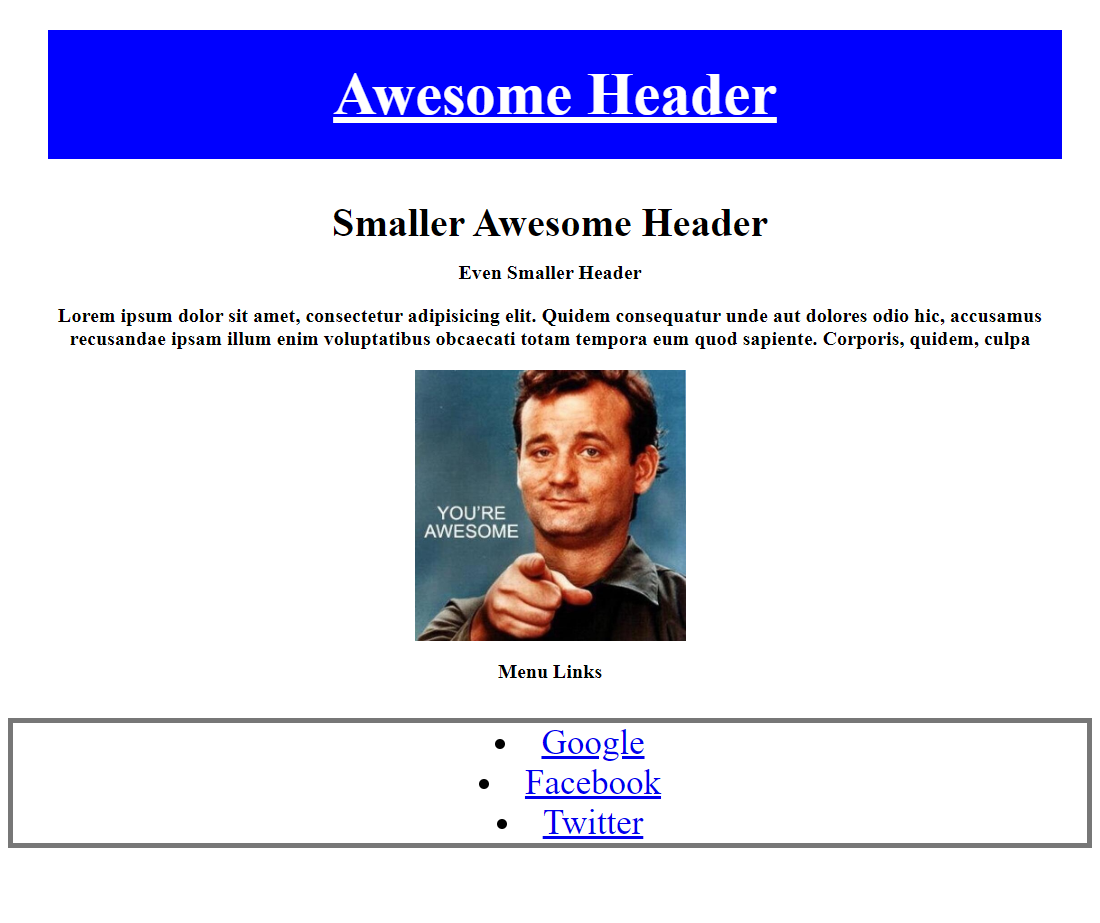 Awesome Header
Smaller Awesome Header
Even Smaller Header
Lorem ipsum dolor sit amet, consectetur adipisicing elit. Quidem consequatur unde aut dolores odio hic, accusamus
recusandae ipsam illum enim voluptatibus obcaecati totam tempora eum quod sapiente. Corporis, quidem, culpa
YOU'RE
AWESOME
Menu Links
Google
Facebook
Twitter